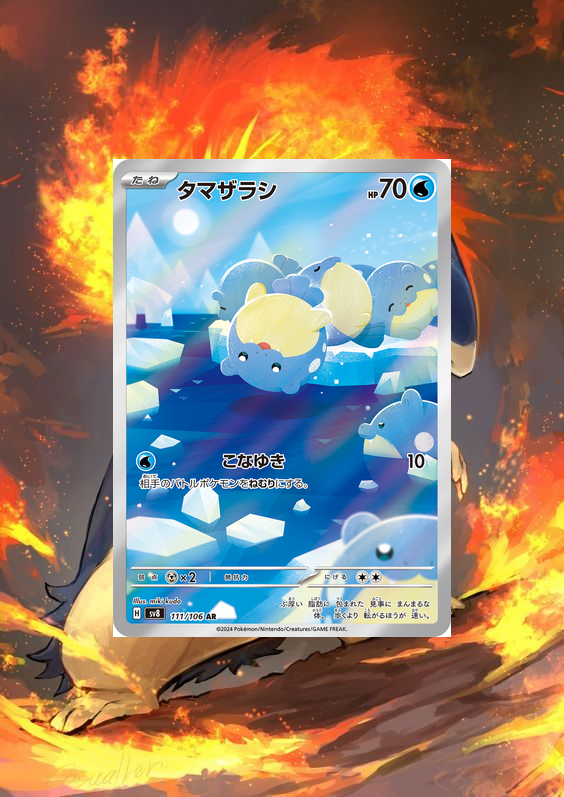 たね
タマザラシ
HP 70
こなゆき 10
相手のバトルポケモンをねむりにする。
弱点 ×2 抵抗力 にげる
Illus. miki kudo
ぶ厚い 脂肪に 包まれた 見事に まんまるな
体。歩くより 転がるほうが 速い。
H sv8 111/106 AR
©2024 Pokémon/Nintendo/Creatures/GAME FREAK.